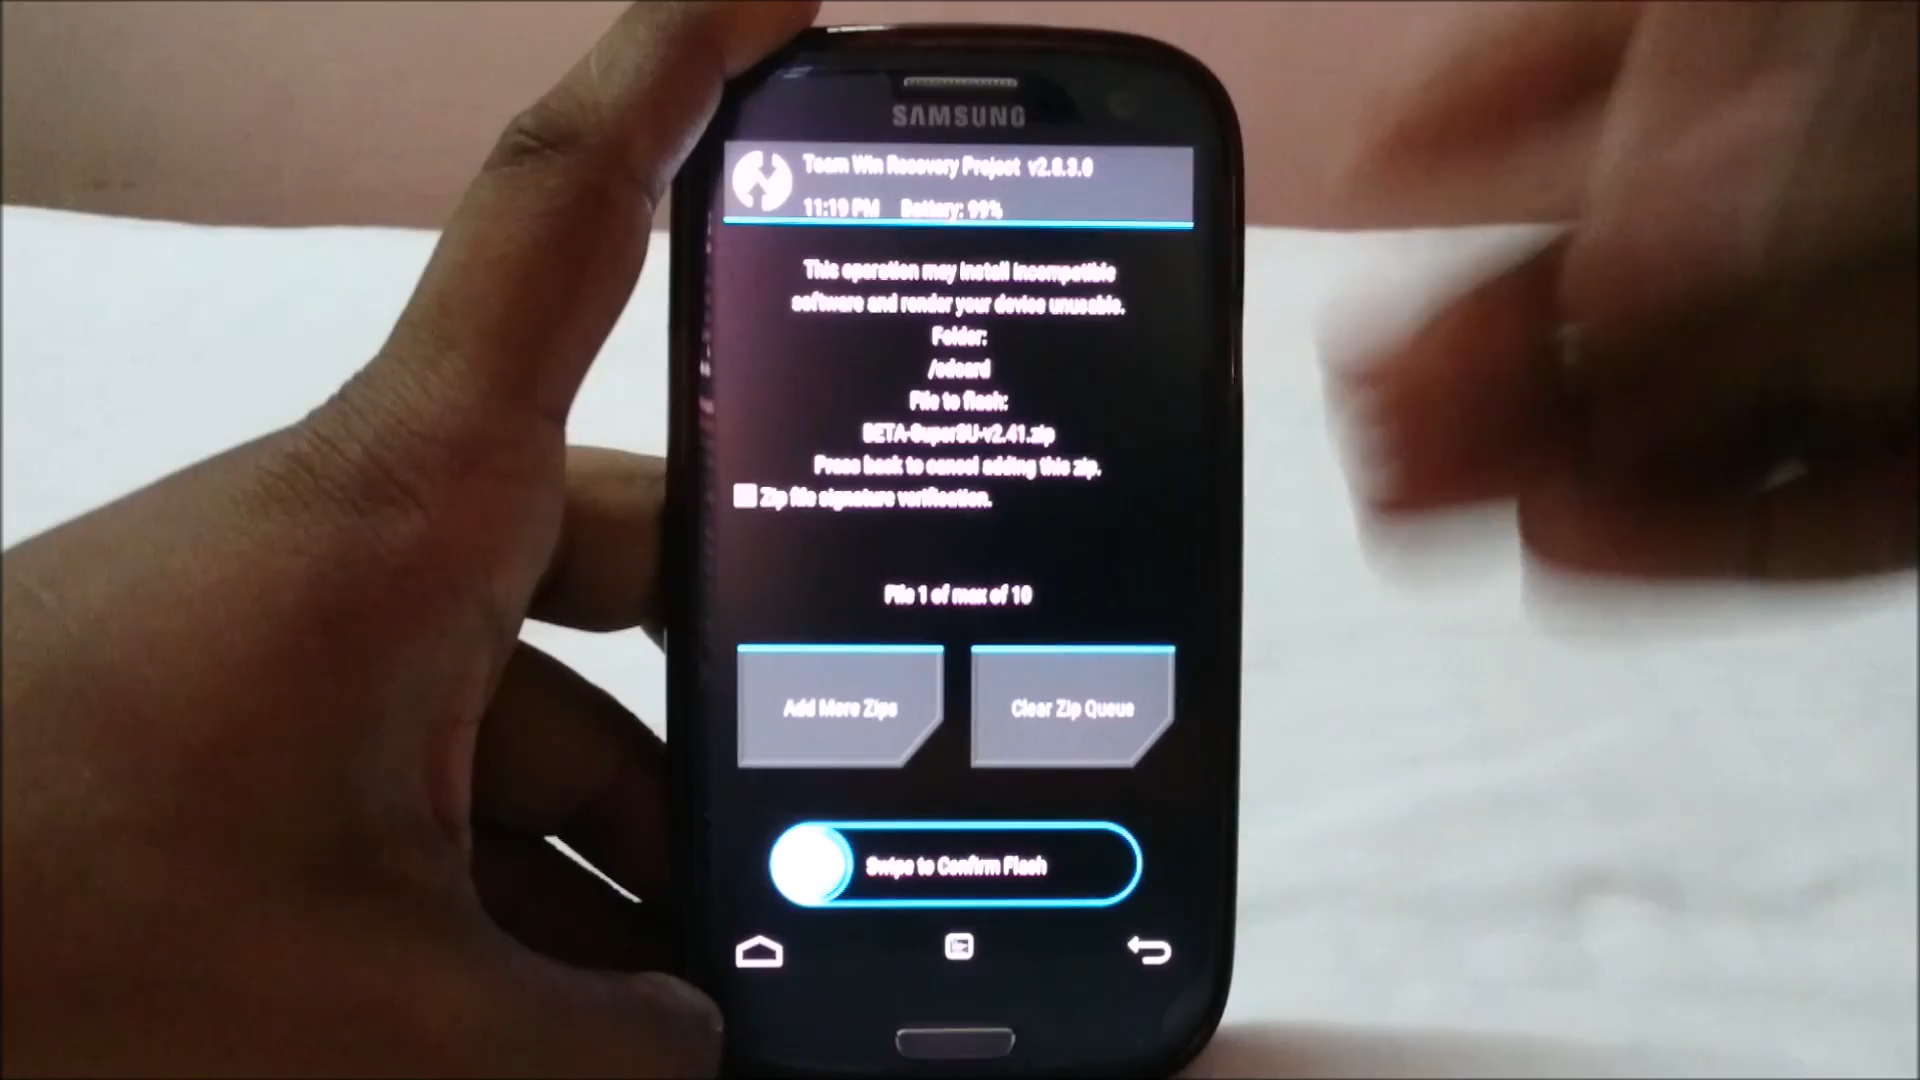 SAMSUNG
Team Win Recovery Project v2.8.3.0
11:19 PM Battery: 99%
This operation may install incompatible
software and render your device unusable.
Folder:
/sdcard
File to flash:
BETA-SuperSU-v2.41.zip
Press back to cancel adding this zip.
Zip file signature verification.
File 1 of max of 10
Add More Zips
Clear Zip Queue
Swipe to Confirm Flash